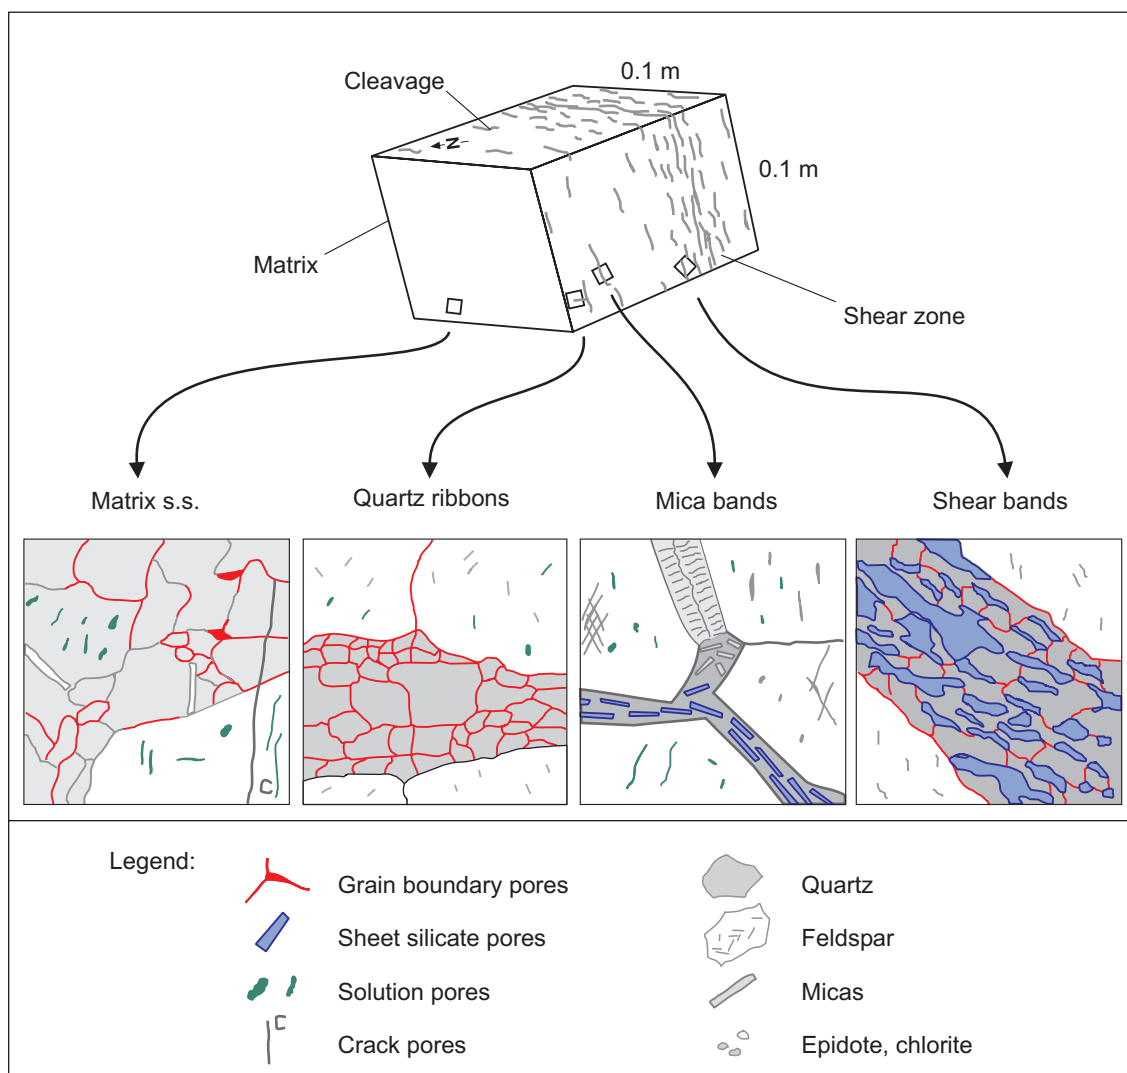 0.1 m
Cleavage
N
0.1 m
Matrix
Shear zone
Matrix s.s.
Quartz ribbons
Mica bands
Shear bands
C
Legend:
Grain boundary pores
Quartz
Sheet silicate pores
Feldspar
Solution pores
Micas
C
Crack pores
Epidote, chlorite